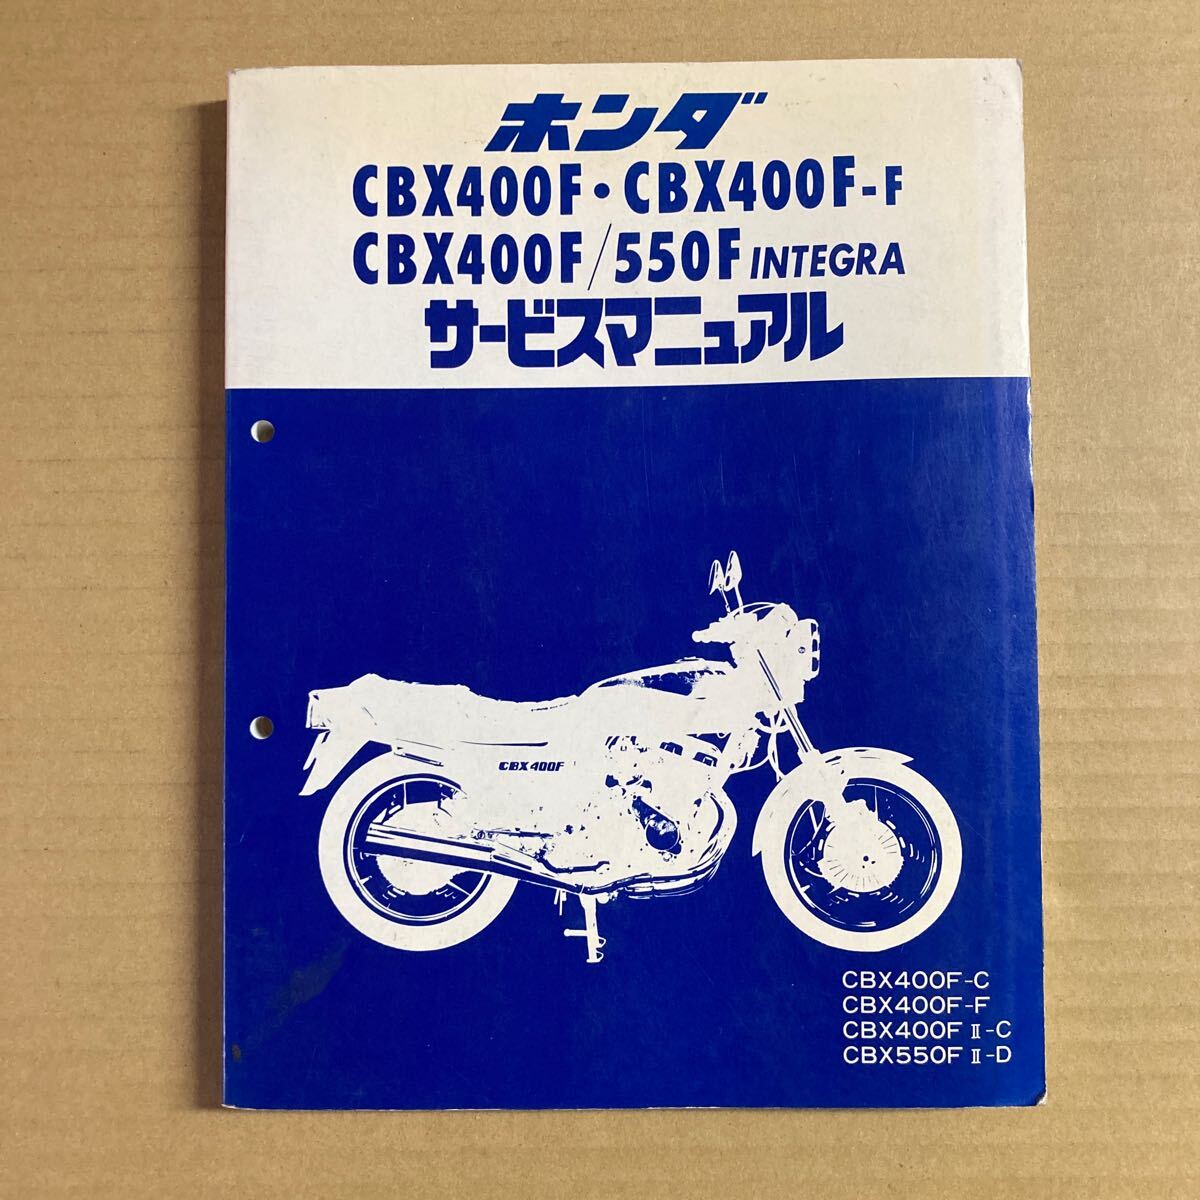 ホンダ
CBX400F・CBX400F-F
CBX400F/550F INTEGRA
サービスマニュアル
CBX400F
CBX400F-C
CBX400F-F
CBX400F Ⅱ-C
CBX550F Ⅱ-D